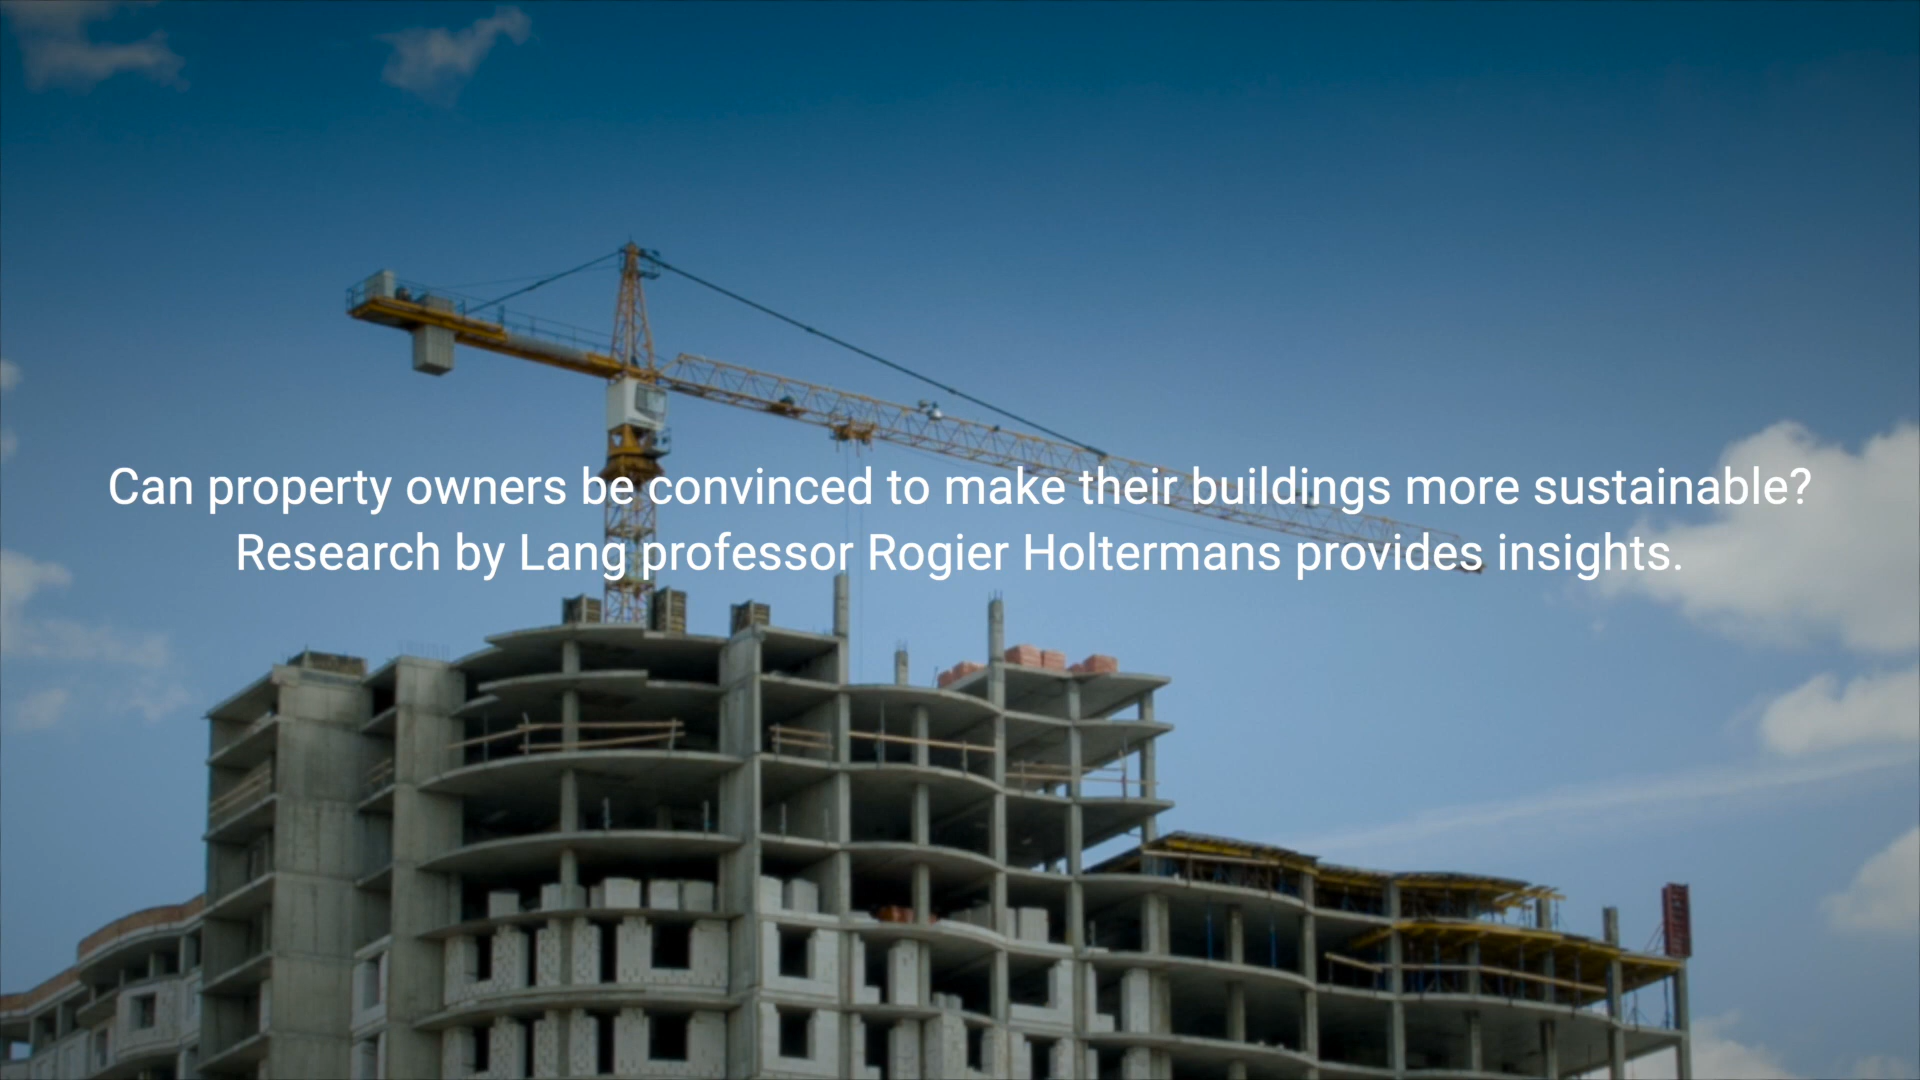 Can property owners be convinced to make their buildings more sustainable?
Research by Lang professor Rogier Holtermans provides insights.